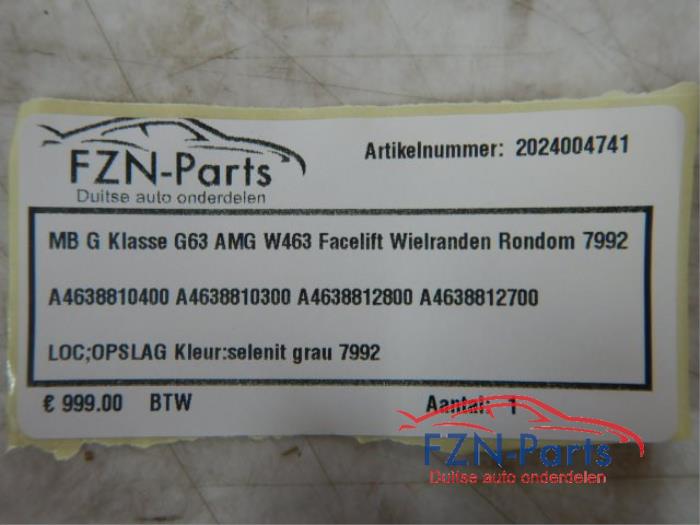 FZN-Parts
Duitse auto onderdelen
Artikelnummer: 2024004741
MB G Klasse G63 AMG W463 Facelift Wielranden Rondom 7992
A4638810400 A4638810300 A4638812800 A4638812700
LOC;OPSLAG Kleur:selenit grau 7992
€ 999.00 BTW Aantal: 1
FZN-Parts
Duitse auto onderdelen